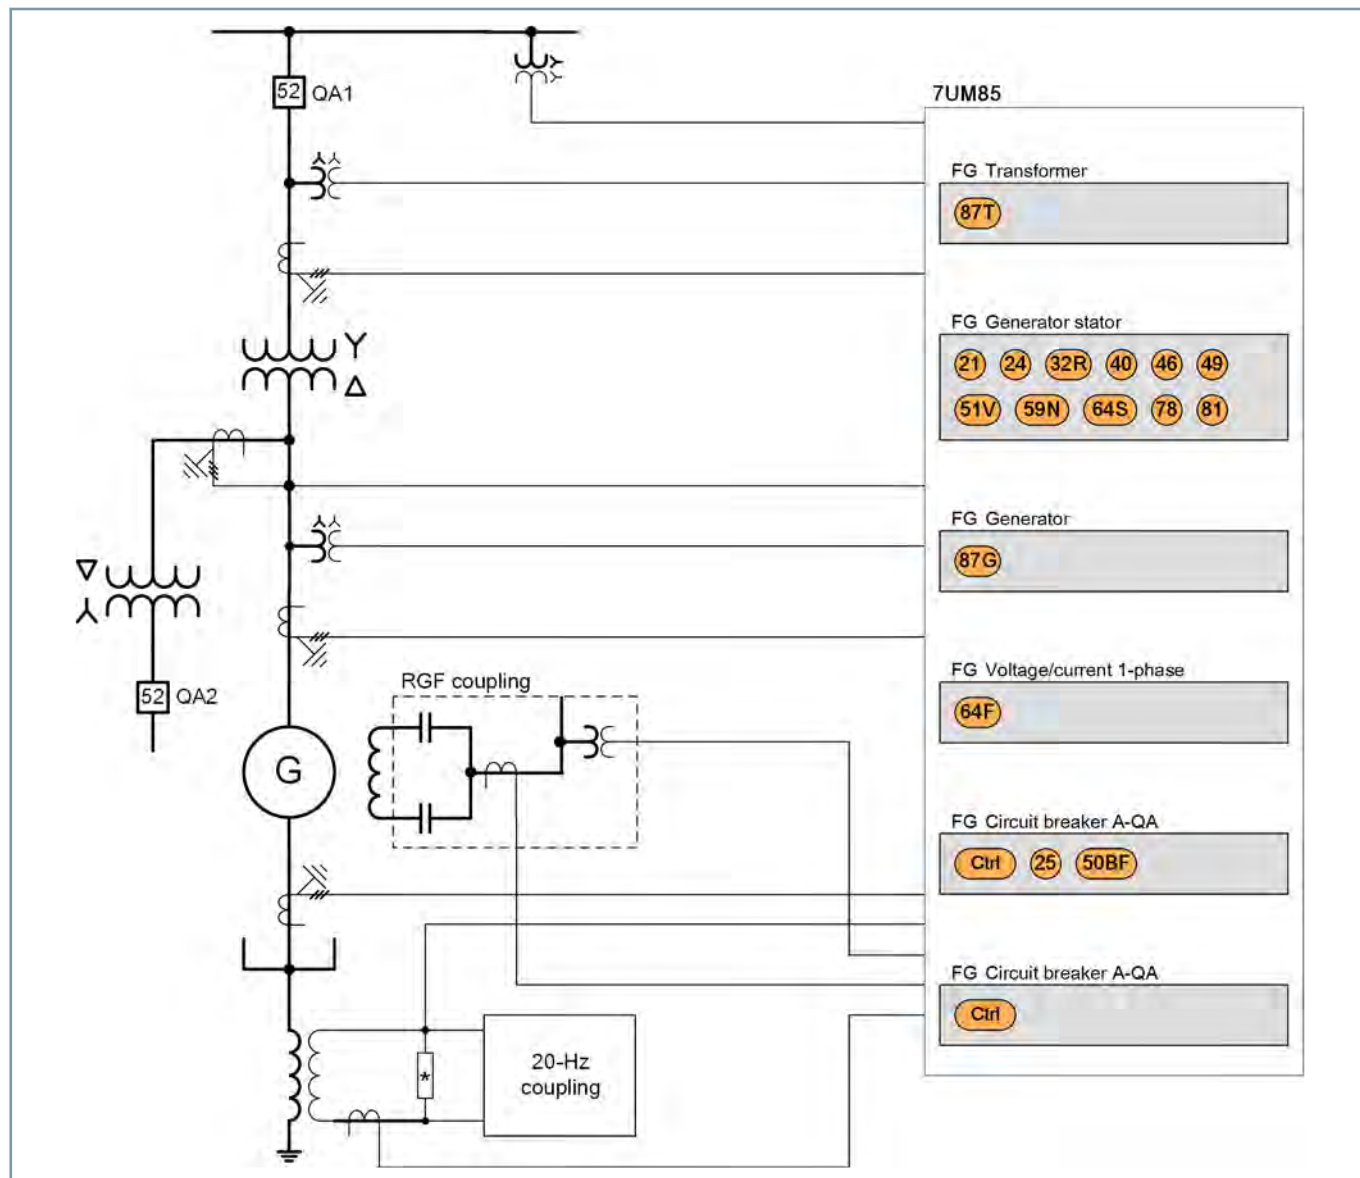 52 QA1
7UM85
FG Transformer
87T
FG Generator stator
21 24 32R 40 46 49
51V 59N 64S 78 81
FG Generator
87G
52 QA2
RGF coupling
FG Voltage/current 1-phase
64F
G
FG Circuit breaker A-QA
Ctrl 25 50BF
FG Circuit breaker A-QA
Ctrl
20-Hz
coupling
*